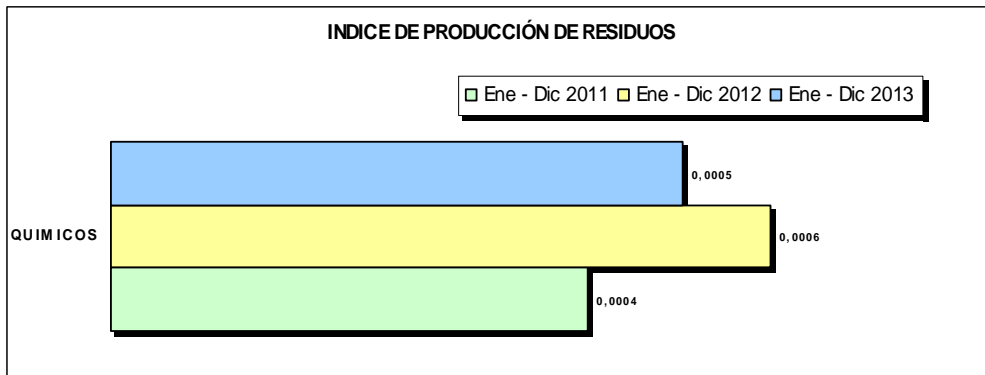 INDICE DE PRODUCCIÓN DE RESIDUOS
Ene - Dic 2011 Ene - Dic 2012 Ene - Dic 2013
0,0005
QUIMICOS
0,0006
0,0004